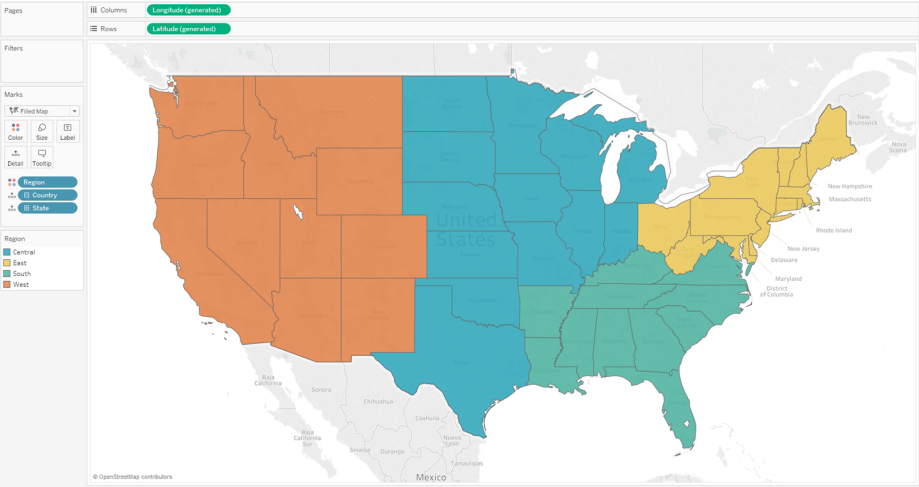 Pages
Columns
Longitude (generated)
Rows
Latitude (generated)
Filters
Marks
Filled Map
Color
Size
Label
Detail
Tooltip
Region
Country
State
Region
Central
East
South
West
United
States
New
Brunswick
Nova
Scotia
New Hampshire
Massachusetts
Rhode Island
New Jersey
Delaware
Maryland
District
of Columbia
Baja
California
Sonora
Chihuahua
Coahuila
Baja
California
Sur
Sinaloa
Durango
Nuevo
León
Tamaulipas
Mexico
© OpenStreetMap contributors